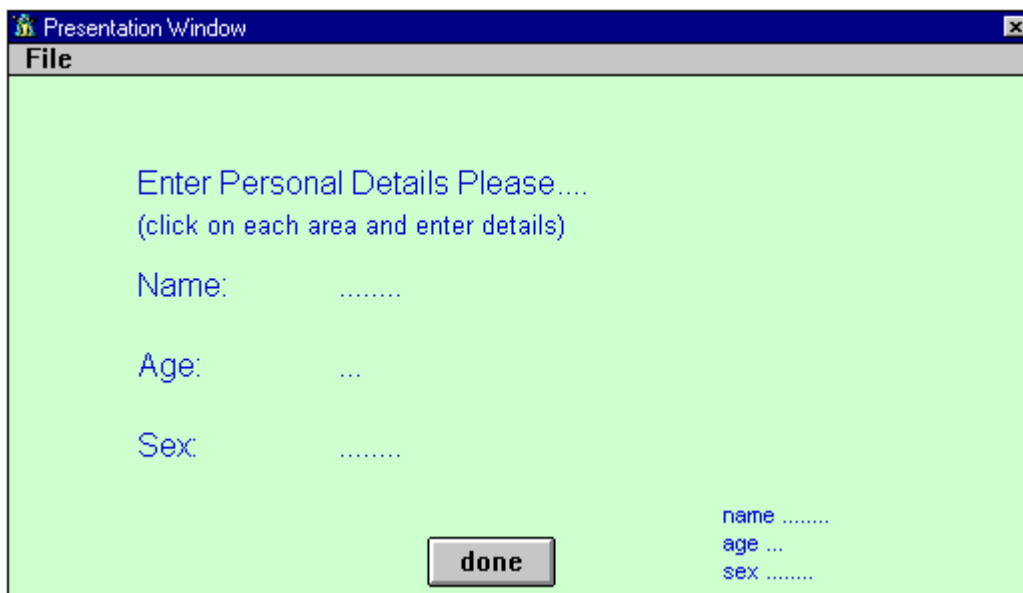 Presentation Window
File
Enter Personal Details Please....
(click on each area and enter details)
Name: ........
Age: ...
Sex: ........
name ........
age ...
sex ........
done